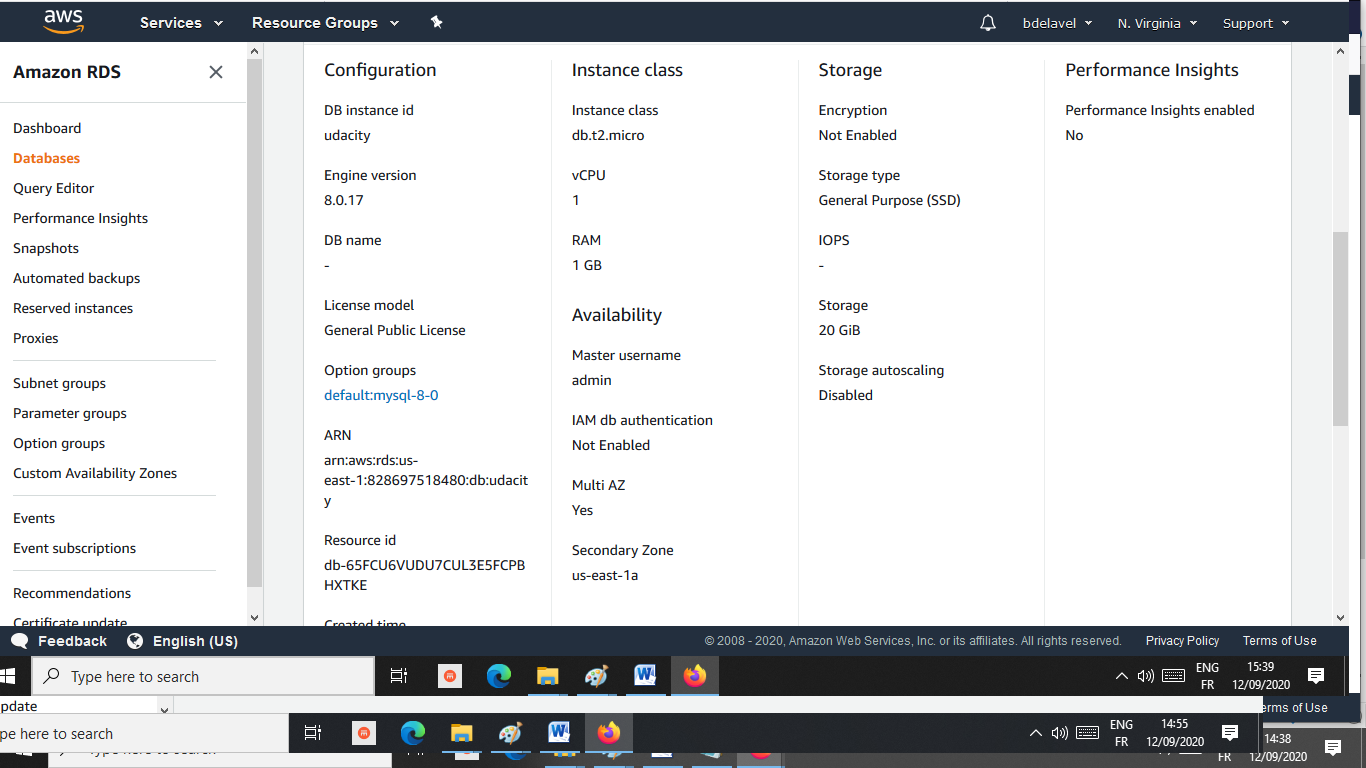 aws
Services
Resource Groups
bdelavel
N. Virginia
Support
Amazon RDS
Dashboard
Databases
Query Editor
Performance Insights
Snapshots
Automated backups
Reserved instances
Proxies
Subnet groups
Parameter groups
Option groups
Custom Availability Zones
Events
Event subscriptions
Recommendations
Certificate update
Configuration
DB instance id
udacity
Engine version
8.0.17
DB name
-
License model
General Public License
Option groups
default:mysql-8-0
ARN
arn:aws:rds:us-
east-1:828697518480:db:udacit
y
Resource id
db-65FCU6VUDU7CUL3E5FCPB
HXTKE
Created time
Instance class
Instance class
db.t2.micro
vCPU
1
RAM
1 GB
Availability
Master username
admin
IAM db authentication
Not Enabled
Multi AZ
Yes
Secondary Zone
us-east-1a
Storage
Encryption
Not Enabled
Storage type
General Purpose (SSD)
IOPS
-
Storage
20 GiB
Storage autoscaling
Disabled
Performance Insights
Performance Insights enabled
No
Feedback
English (US)
© 2008 - 2020, Amazon Web Services, Inc. or its affiliates. All rights reserved.
Privacy Policy
Terms of Use
Type here to search
ENG
FR
15:39
12/09/2020
pdate
erms of Use
pe here to search
ENG
FR
14:55
12/09/2020
14:38
FR
12/09/2020